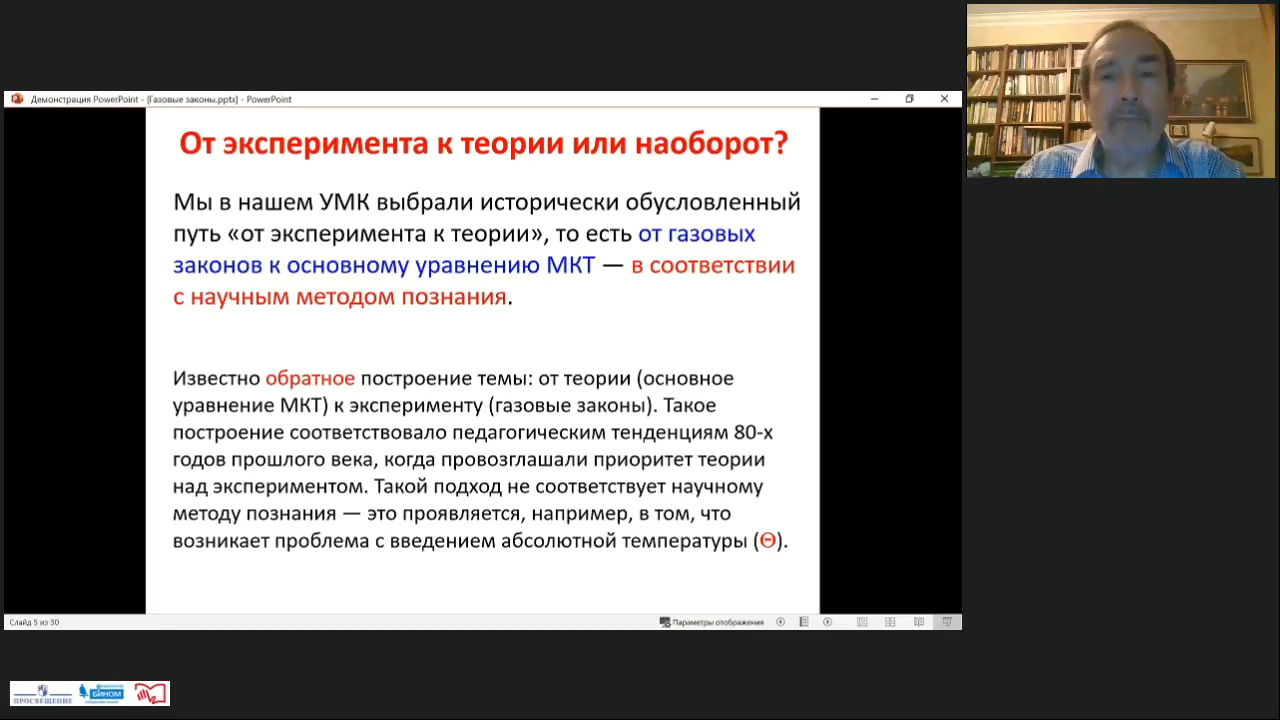 Демонстрация PowerPoint - [Газовые законы.pptx] - PowerPoint
От эксперимента к теории или наоборот?
Мы в нашем УМК выбрали исторически обусловленный
путь «от эксперимента к теории», то есть от газовых
законов к основному уравнению МКТ — в соответствии
с научным методом познания.
Известно обратное построение темы: от теории (основное
уравнение МКТ) к эксперименту (газовые законы). Такое
построение соответствовало педагогическим тенденциям 80-х
годов прошлого века, когда провозглашали приоритет теории
над экспериментом. Такой подход не соответствует научному
методу познания — это проявляется, например, в том, что
возникает проблема с введением абсолютной температуры (Θ).
Слайд 5 из 30
Параметры отображения
ПРОСВЕЩЕНИЕ
БИНОМ